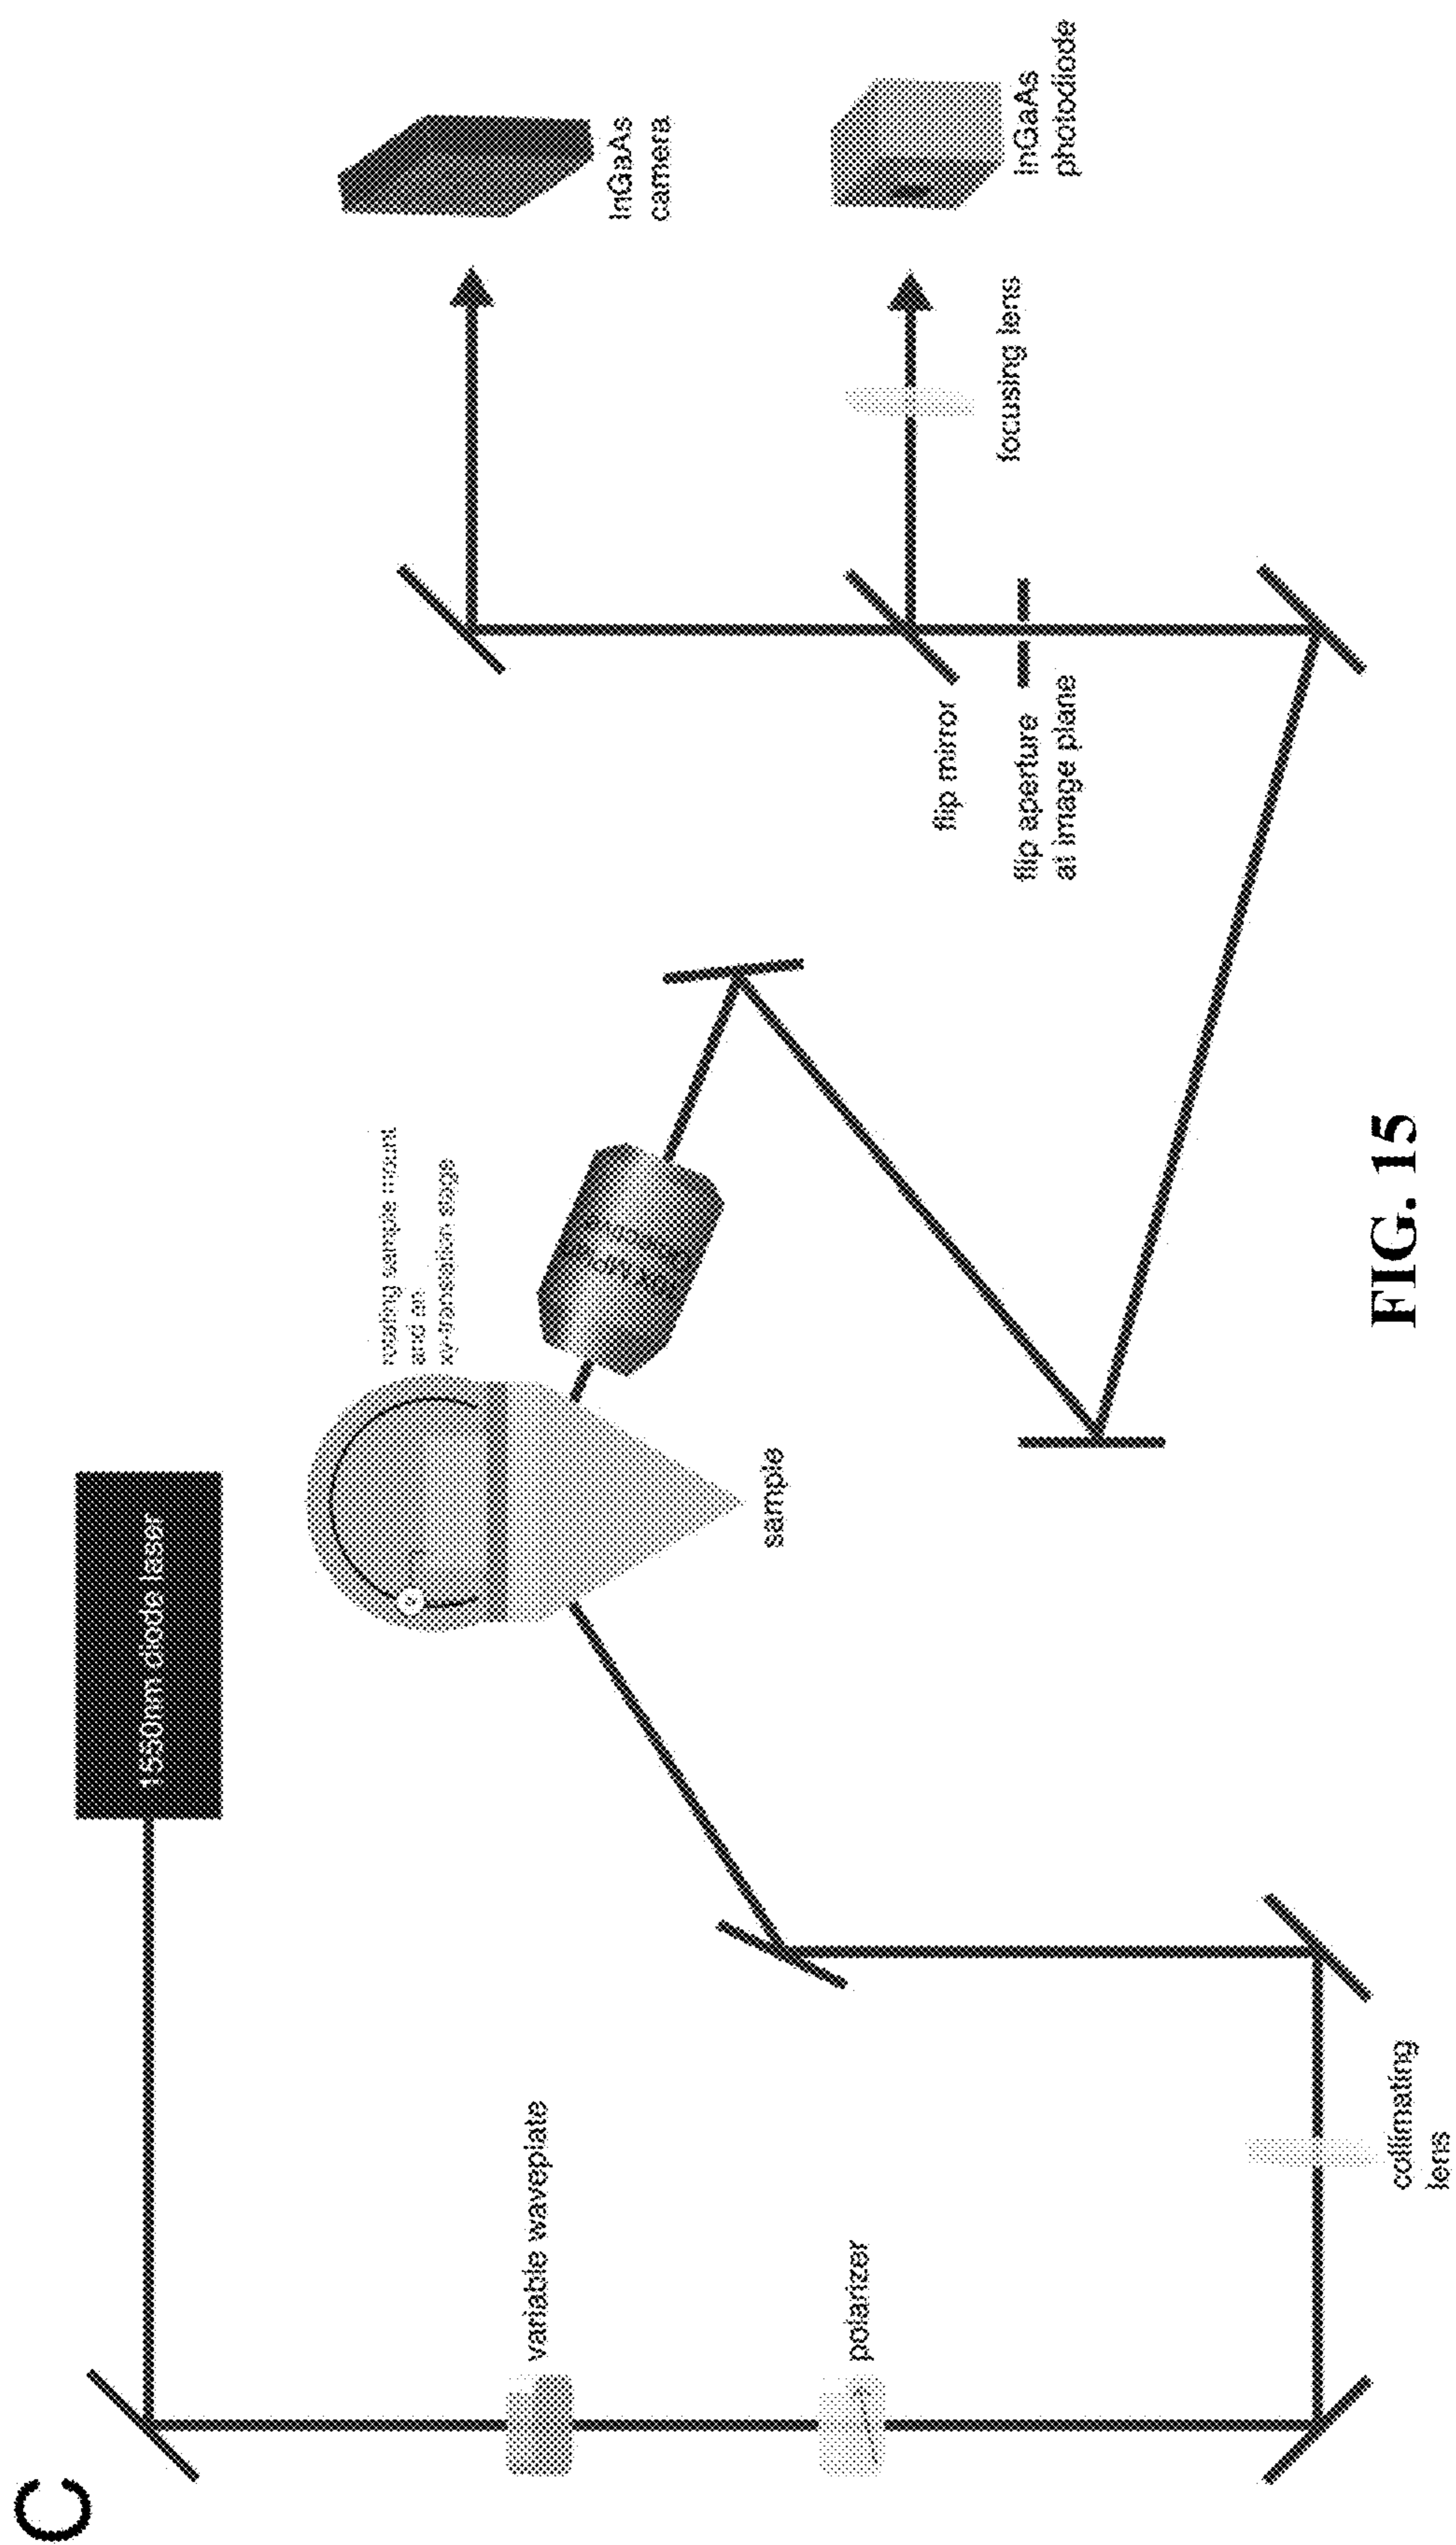 C
1550nm diode laser
variable waveplate
polarizer
collimating
lens
rotating sample mount
and an
xy-translation stage
sample
flip mirror
flip aperture
at image plane
focusing lens
InGaAs
camera
InGaAs
photodiode
FIG. 15